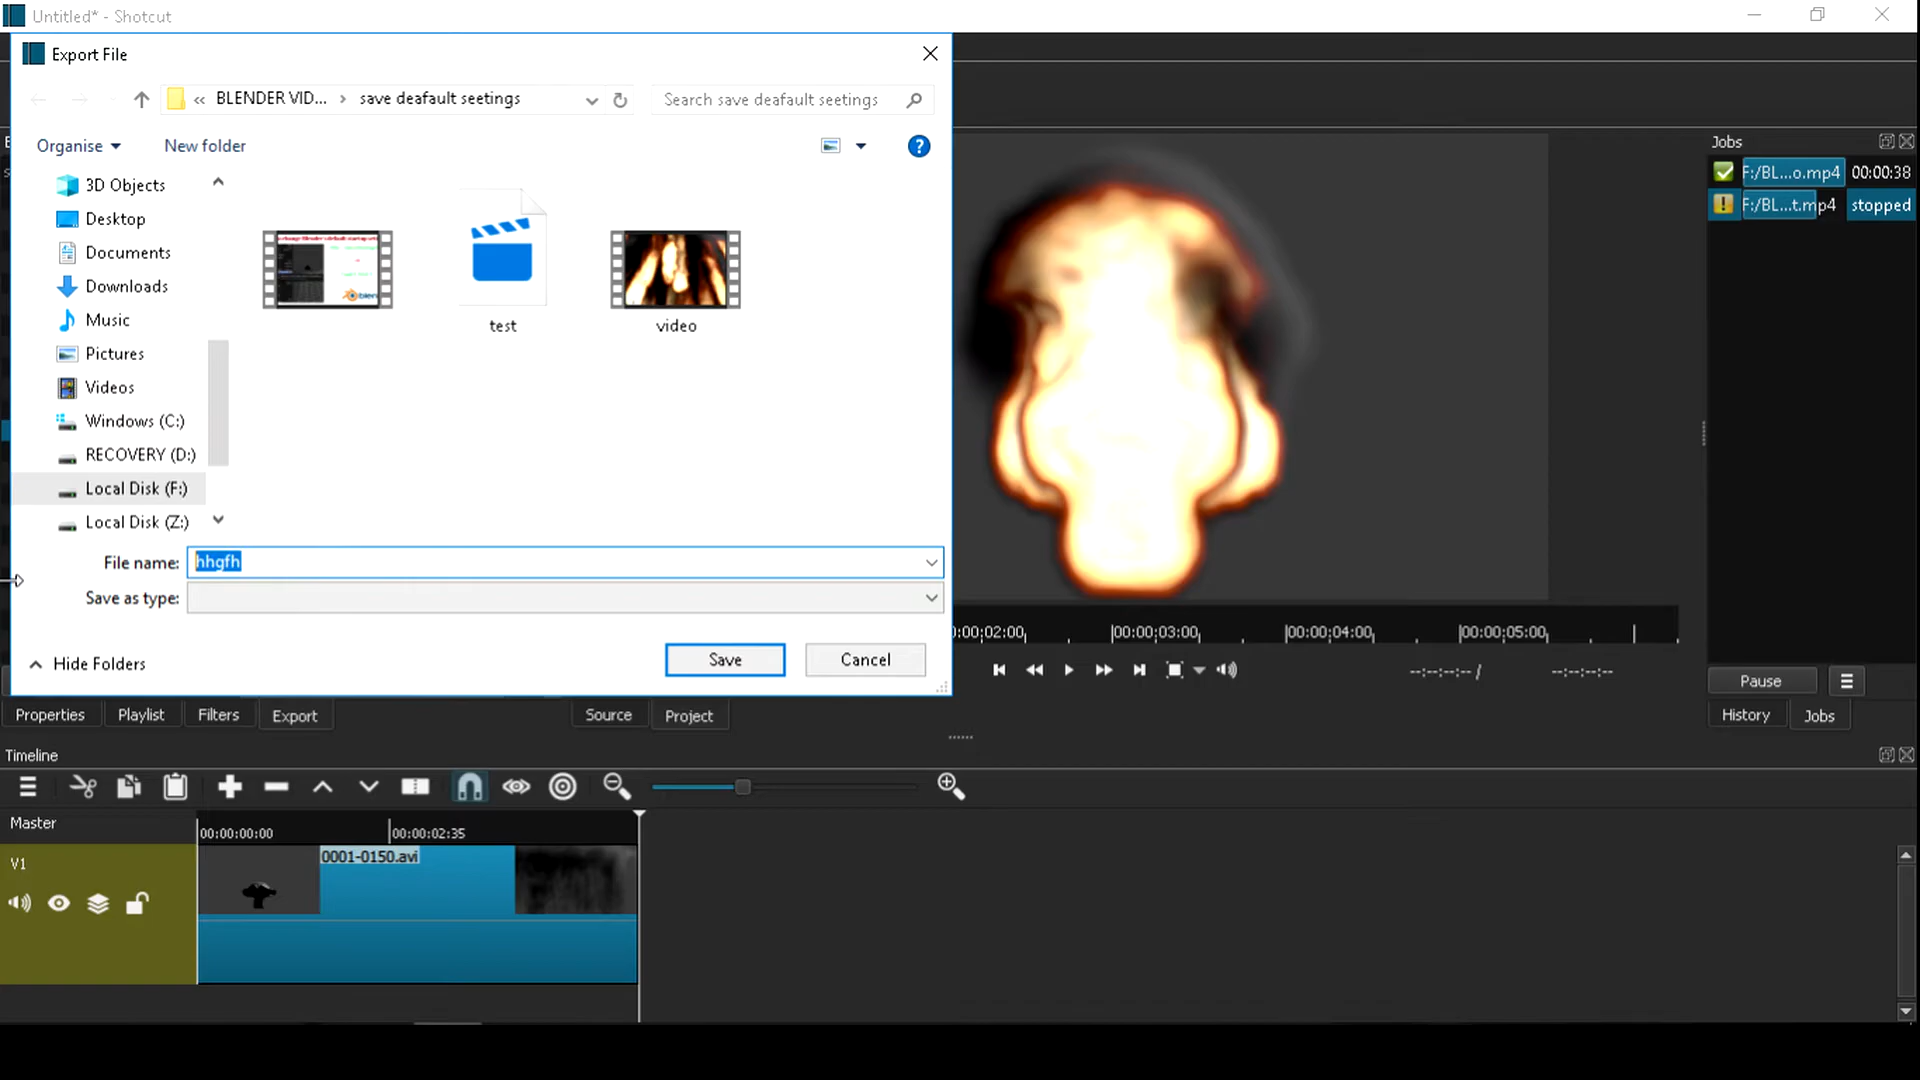 Untitled* - Shotcut
Export File
« BLENDER VID... › save deafault seetings
Search save deafault seetings
Organise
New folder
3D Objects
Desktop
Documents
Downloads
Music
Pictures
Videos
Windows (C:)
RECOVERY (D:)
Local Disk (F:)
Local Disk (Z:)
test
video
File name: hhgfh
Save as type:
Hide Folders
Save
Cancel
Jobs
F:/BL...o.mp4 00:00:38
F:/BL...t.mp4 stopped
00:00:03:00
00:00:04:00
00:00:05:00
--:--:--:-- /
--:--:--:--
Pause
Properties
Playlist
Filters
Export
Source
Project
History
Jobs
Timeline
Master
00:00:00:00
00:00:02:35
V1
0001-0150.avi